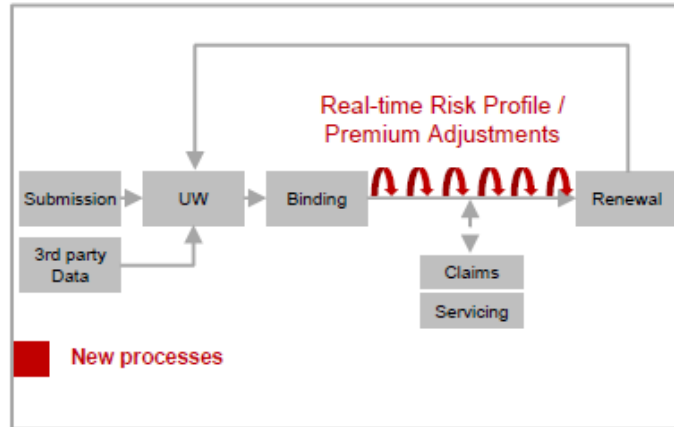 Real-time Risk Profile /
Premium Adjustments
Submission
UW
Binding
Renewal
3rd party
Data
Claims
Servicing
New processes